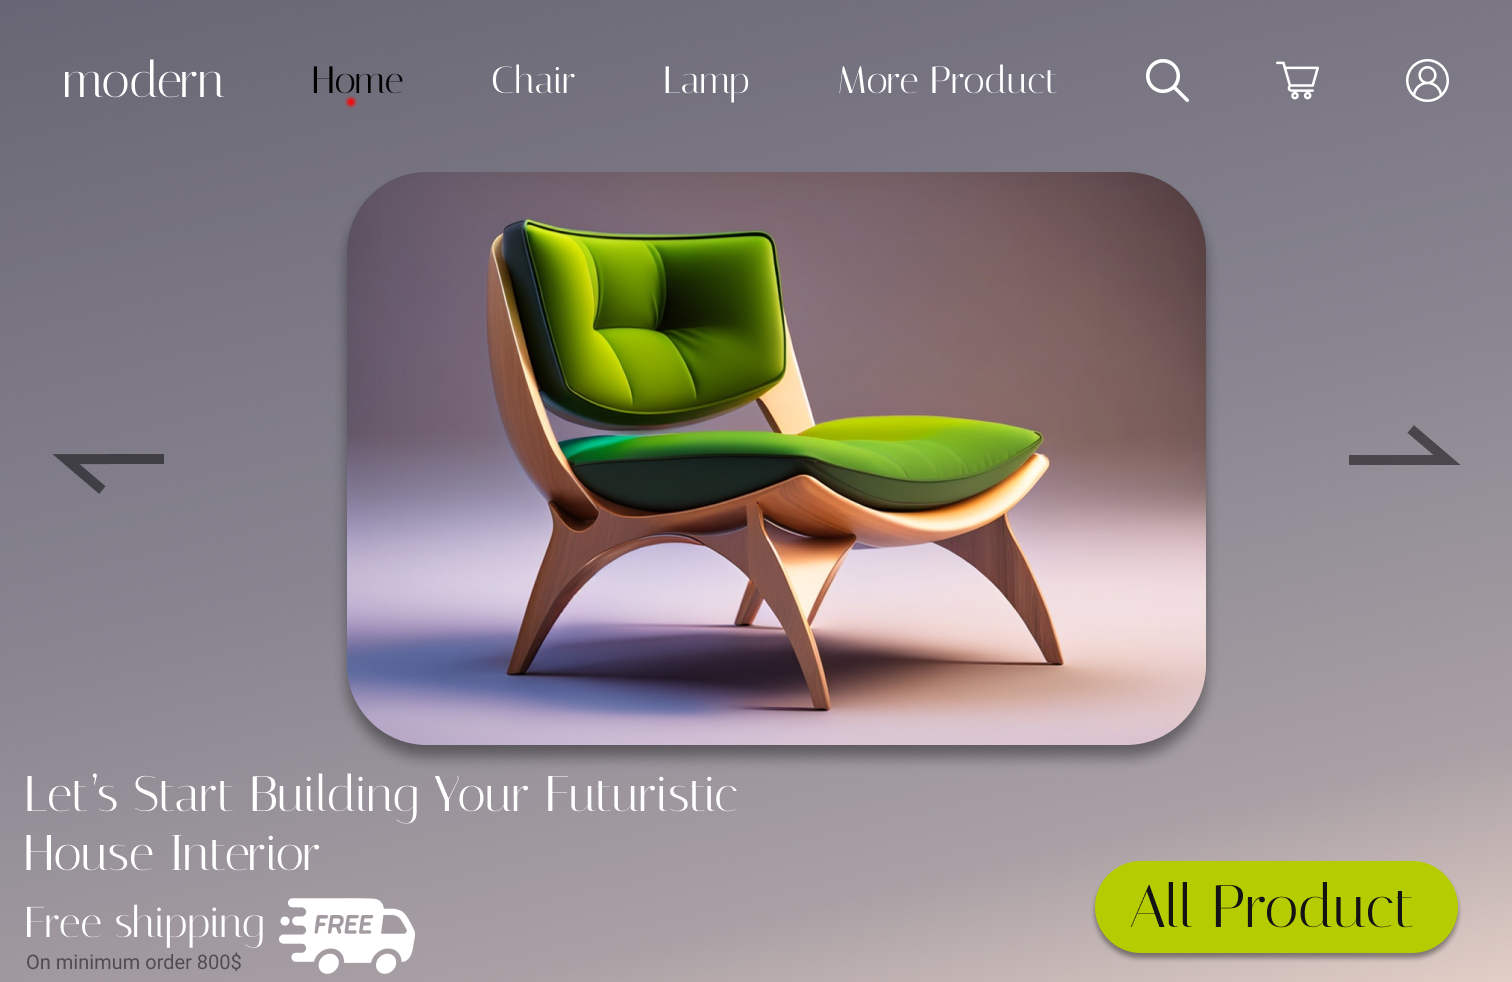 modern Home Chair Lamp More Product
Let's Start Building Your Futuristic
House Interior
Free shipping FREE
On minimum order 800$
All Product